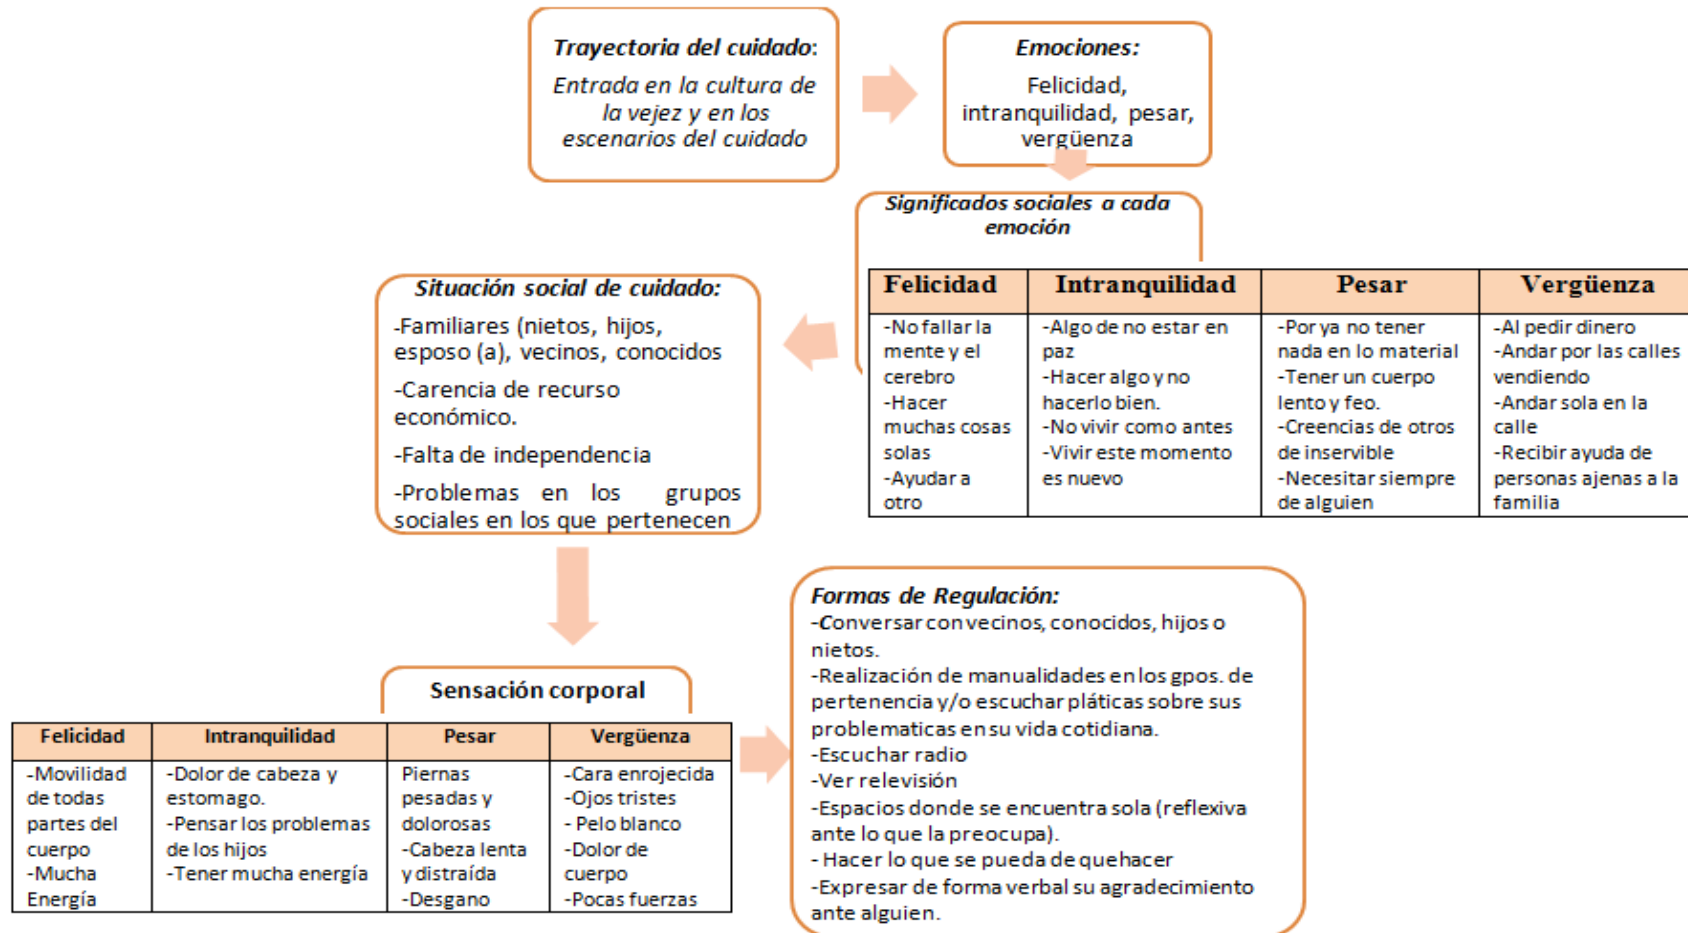 Trayectoria del cuidado:
Entrada en la cultura de
la vejez y en los
escenarios del cuidado
Emociones:
Felicidad,
intranquilidad, pesar,
vergüenza
Significados sociales a cada
emoción
Felicidad
Intranquilidad
Pesar
Vergüenza
-No fallar la
mente y el
cerebro
-Hacer
muchas cosas
solas
-Ayudar a
otro
-Algo de no estar en
paz
-Hacer algo y no
hacerlo bien.
-No vivir como antes
-Vivir este momento
es nuevo
-Por ya no tener
nada en lo material
-Tener un cuerpo
lento y feo.
-Creencias de otros
de inservible
-Necesitar siempre
de alguien
-Al pedir dinero
-Andar por las calles
vendiendo
-Andar sola en la
calle
-Recibir ayuda de
personas ajenas a la
familia
Situación social de cuidado:
-Familiares (nietos, hijos,
esposo (a), vecinos, conocidos
-Carencia de recurso
económico.
-Falta de independencia
-Problemas en los grupos
sociales en los que pertenecen
Sensación corporal
Felicidad
Intranquilidad
Pesar
Vergüenza
-Movilidad
de todas
partes del
cuerpo
-Mucha
Energía
-Dolor de cabeza y
estomago.
-Pensar los problemas
de los hijos
-Tener mucha energía
Piernas
pesadas y
dolorosas
-Cabeza lenta
y distraída
-Desgano
-Cara enrojecida
-Ojos tristes
- Pelo blanco
-Dolor de
cuerpo
-Pocas fuerzas
Formas de Regulación:
-Conversar con vecinos, conocidos, hijos o
nietos.
-Realización de manualidades en los gpos. de
pertenencia y/o escuchar pláticas sobre sus
problematicas en su vida cotidiana.
-Escuchar radio
-Ver relevisión
-Espacios donde se encuentra sola (reflexiva
ante lo que la preocupa).
- Hacer lo que se pueda de quehacer
-Expresar de forma verbal su agradecimiento
ante alguien.